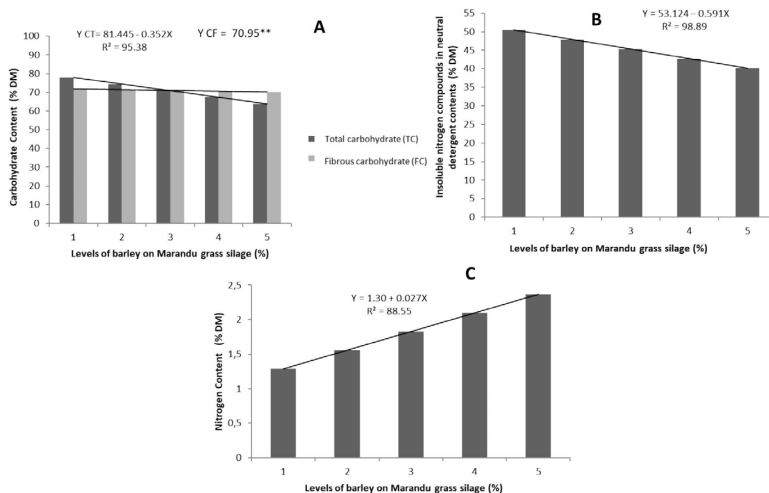 A
Y CT= 81.445 - 0.352X
R² = 95.38
Y CF = 70.95**
Carbohydrate Content (% DM)
100
90
80
70
60
50
40
30
20
10
0
1 2 3 4 5
Levels of barley on Marandu grass silage (%)
Total carbohydrate (TC)
Fibrous carbohydrate (FC)
B
Y = 53.124 – 0.591X
R² = 98.89
Insoluble nitrogen compounds in neutral
detergent contents (% DM)
55
50
45
40
35
30
25
20
15
10
5
0
1 2 3 4 5
Levels of barley on Marandu grass silage (%)
C
Y = 1.30 + 0.027X
R² = 88.55
Nitrogen Content (% DM)
2,5
2
1,5
1
0,5
0
1 2 3 4 5
Levels of barley on Marandu grass silage (%)